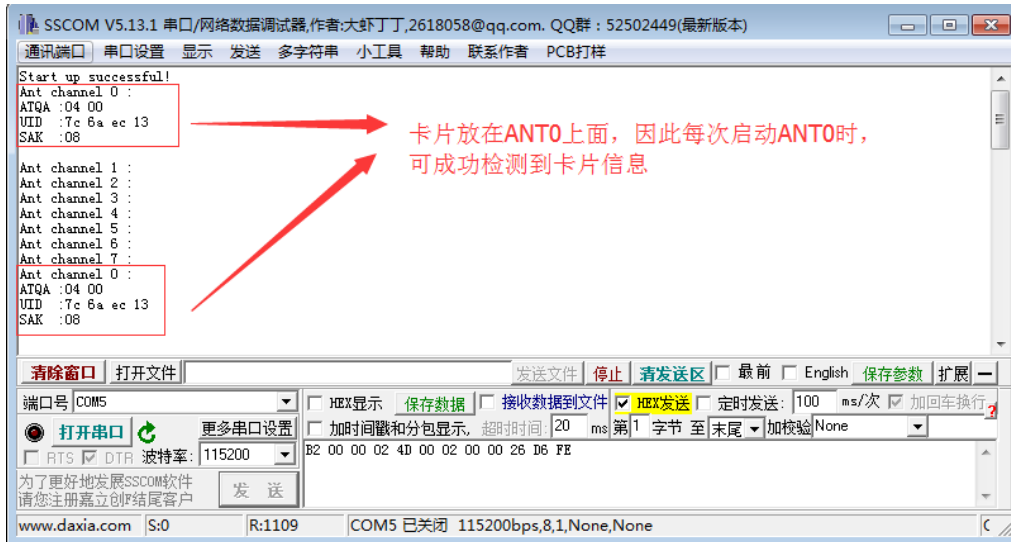 SSCOM V5.13.1 串口/网络数据调试器,作者:大虾丁丁,2618058@qq.com. QQ群：52502449(最新版本)
通讯端口 串口设置 显示 发送 多字符串 小工具 帮助 联系作者 PCB打样
Start up successful!
Ant channel 0 :
ATQA :04 00
UID  :7c 6a ec 13
SAK  :08
卡片放在ANT0上面，因此每次启动ANT0时，
可成功检测到卡片信息
Ant channel 1 :
Ant channel 2 :
Ant channel 3 :
Ant channel 4 :
Ant channel 5 :
Ant channel 6 :
Ant channel 7 :
Ant channel 0 :
ATQA :04 00
UID  :7c 6a ec 13
SAK  :08
清除窗口 打开文件 发送文件 停止 清发送区 最前 English 保存参数 扩展 —
端口号 COM5 HEX显示 保存数据 接收数据到文件 HEX发送 定时发送: 100 ms/次 加回车换行
打开串口 更多串口设置 加时间戳和分包显示, 超时时间: 20 ms 第1 字节 至 末尾 加校验 None ?
RTS DTR 波特率: 115200 B2 00 00 02 4D 00 02 00 00 26 D6 FE
为了更好地发展SSCOM软件
请您注册嘉立创F结尾客户
发 送
www.daxia.com S:0 R:1109 COM5 已关闭 115200bps,8,1,None,None